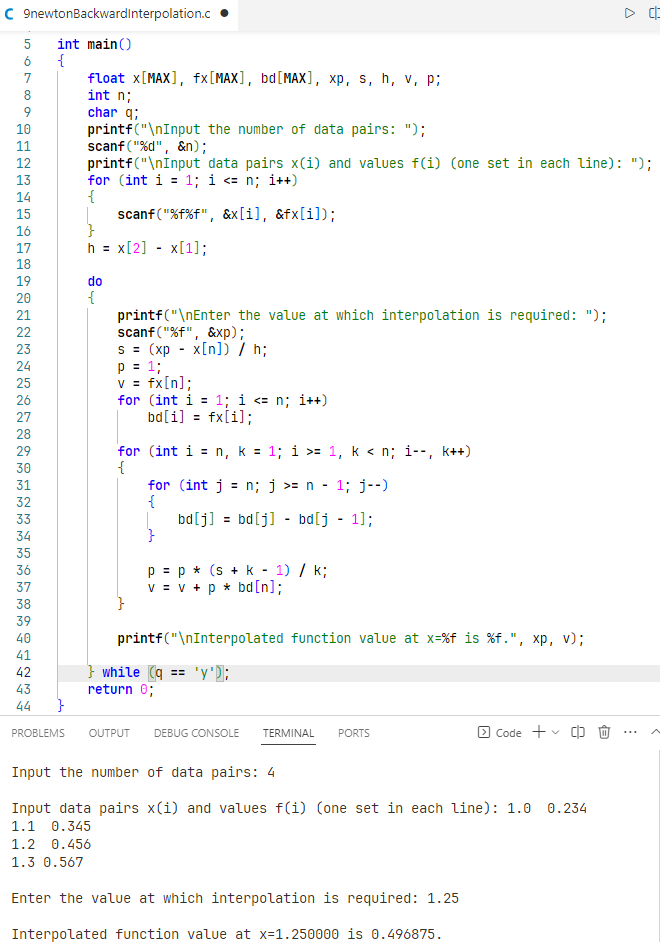 C 9newtonBackwardInterpolation.c ●
5 int main()
6 {
7 float x[MAX], fx[MAX], bd[MAX], xp, s, h, v, p;
8 int n;
9 char q;
10 printf("\nInput the number of data pairs: ");
11 scanf("%d", &n);
12 printf("\nInput data pairs x(i) and values f(i) (one set in each line): ");
13 for (int i = 1; i <= n; i++)
14 {
15 scanf("%f%f", &x[i], &fx[i]);
16 }
17 h = x[2] - x[1];
18
19 do
20 {
21 printf("\nEnter the value at which interpolation is required: ");
22 scanf("%f", &xp);
23 s = (xp - x[n]) / h;
24 p = 1;
25 v = fx[n];
26 for (int i = 1; i <= n; i++)
27 bd[i] = fx[i];
28
29 for (int i = n, k = 1; i >= 1, k < n; i--, k++)
30 {
31 for (int j = n; j >= n - 1; j--)
32 {
33 bd[j] = bd[j] - bd[j - 1];
34 }
35
36 p = p * (s + k - 1) / k;
37 v = v + p * bd[n];
38 }
39
40 printf("\nInterpolated function value at x=%f is %f.", xp, v);
41
42 } while (q == 'y');
43 return 0;
44 }
PROBLEMS OUTPUT DEBUG CONSOLE TERMINAL PORTS Code
Input the number of data pairs: 4
Input data pairs x(i) and values f(i) (one set in each line): 1.0  0.234
1.1  0.345
1.2  0.456
1.3 0.567
Enter the value at which interpolation is required: 1.25
Interpolated function value at x=1.250000 is 0.496875.